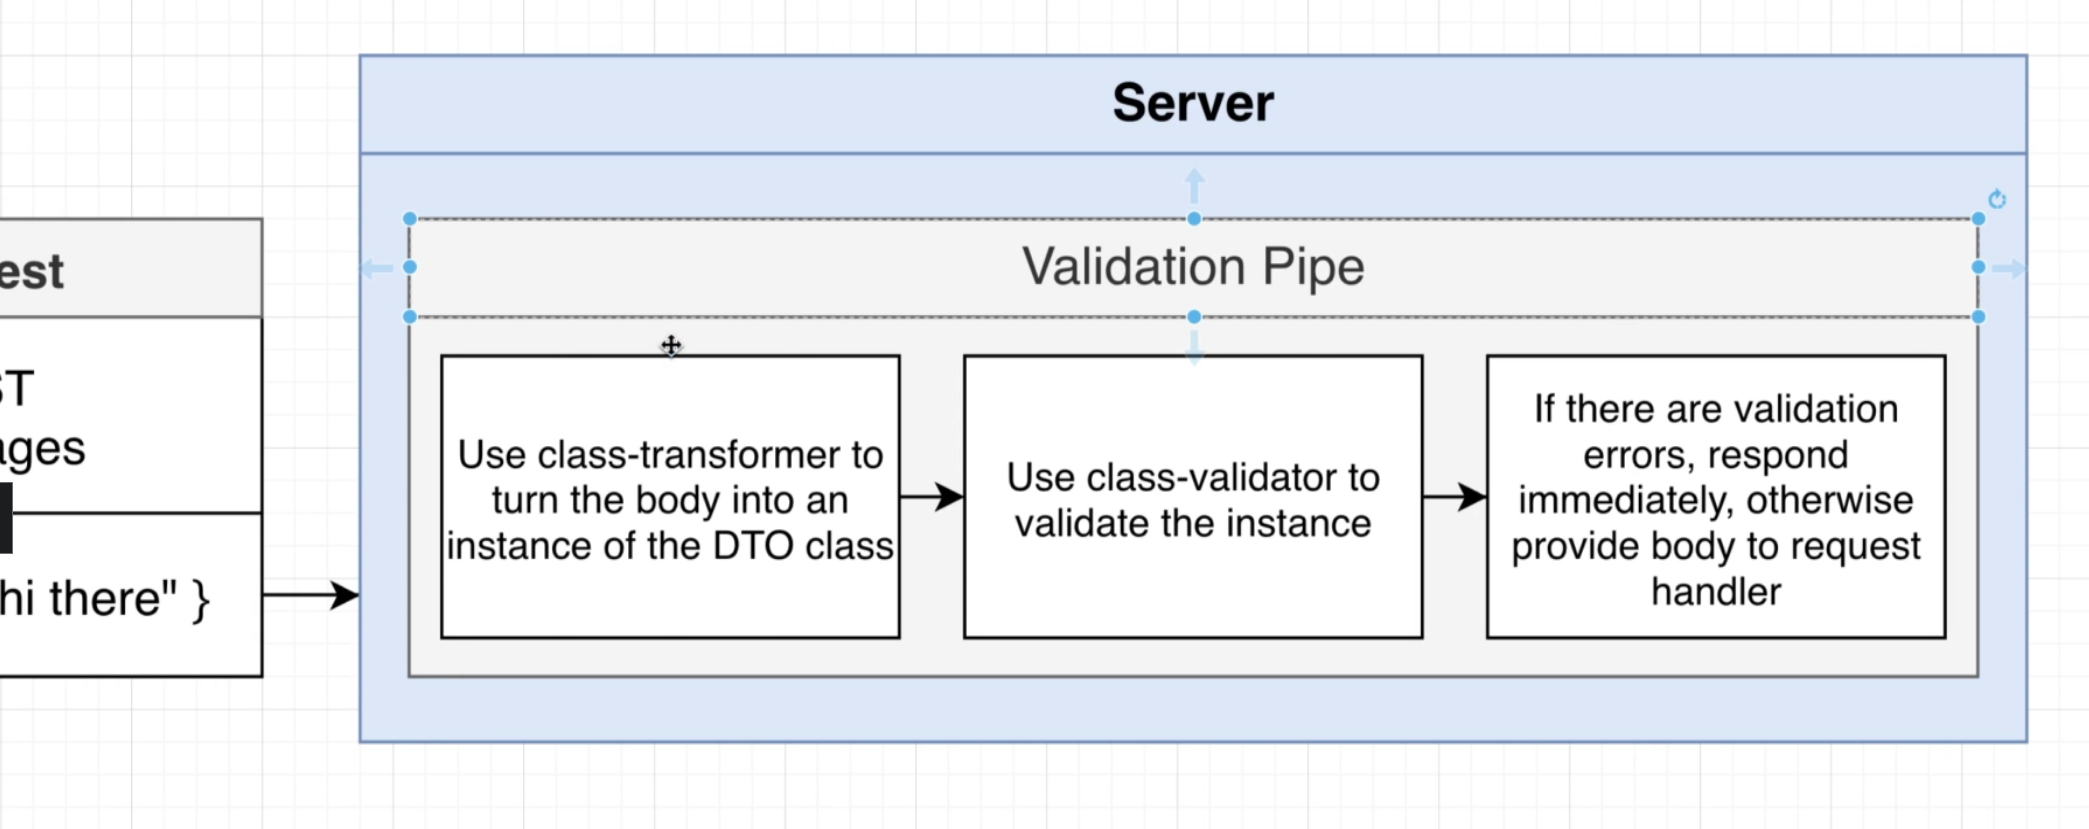 Server
est
Validation Pipe
ST
ages
hi there" }
Use class-transformer to
turn the body into an
instance of the DTO class
Use class-validator to
validate the instance
If there are validation
errors, respond
immediately, otherwise
provide body to request
handler